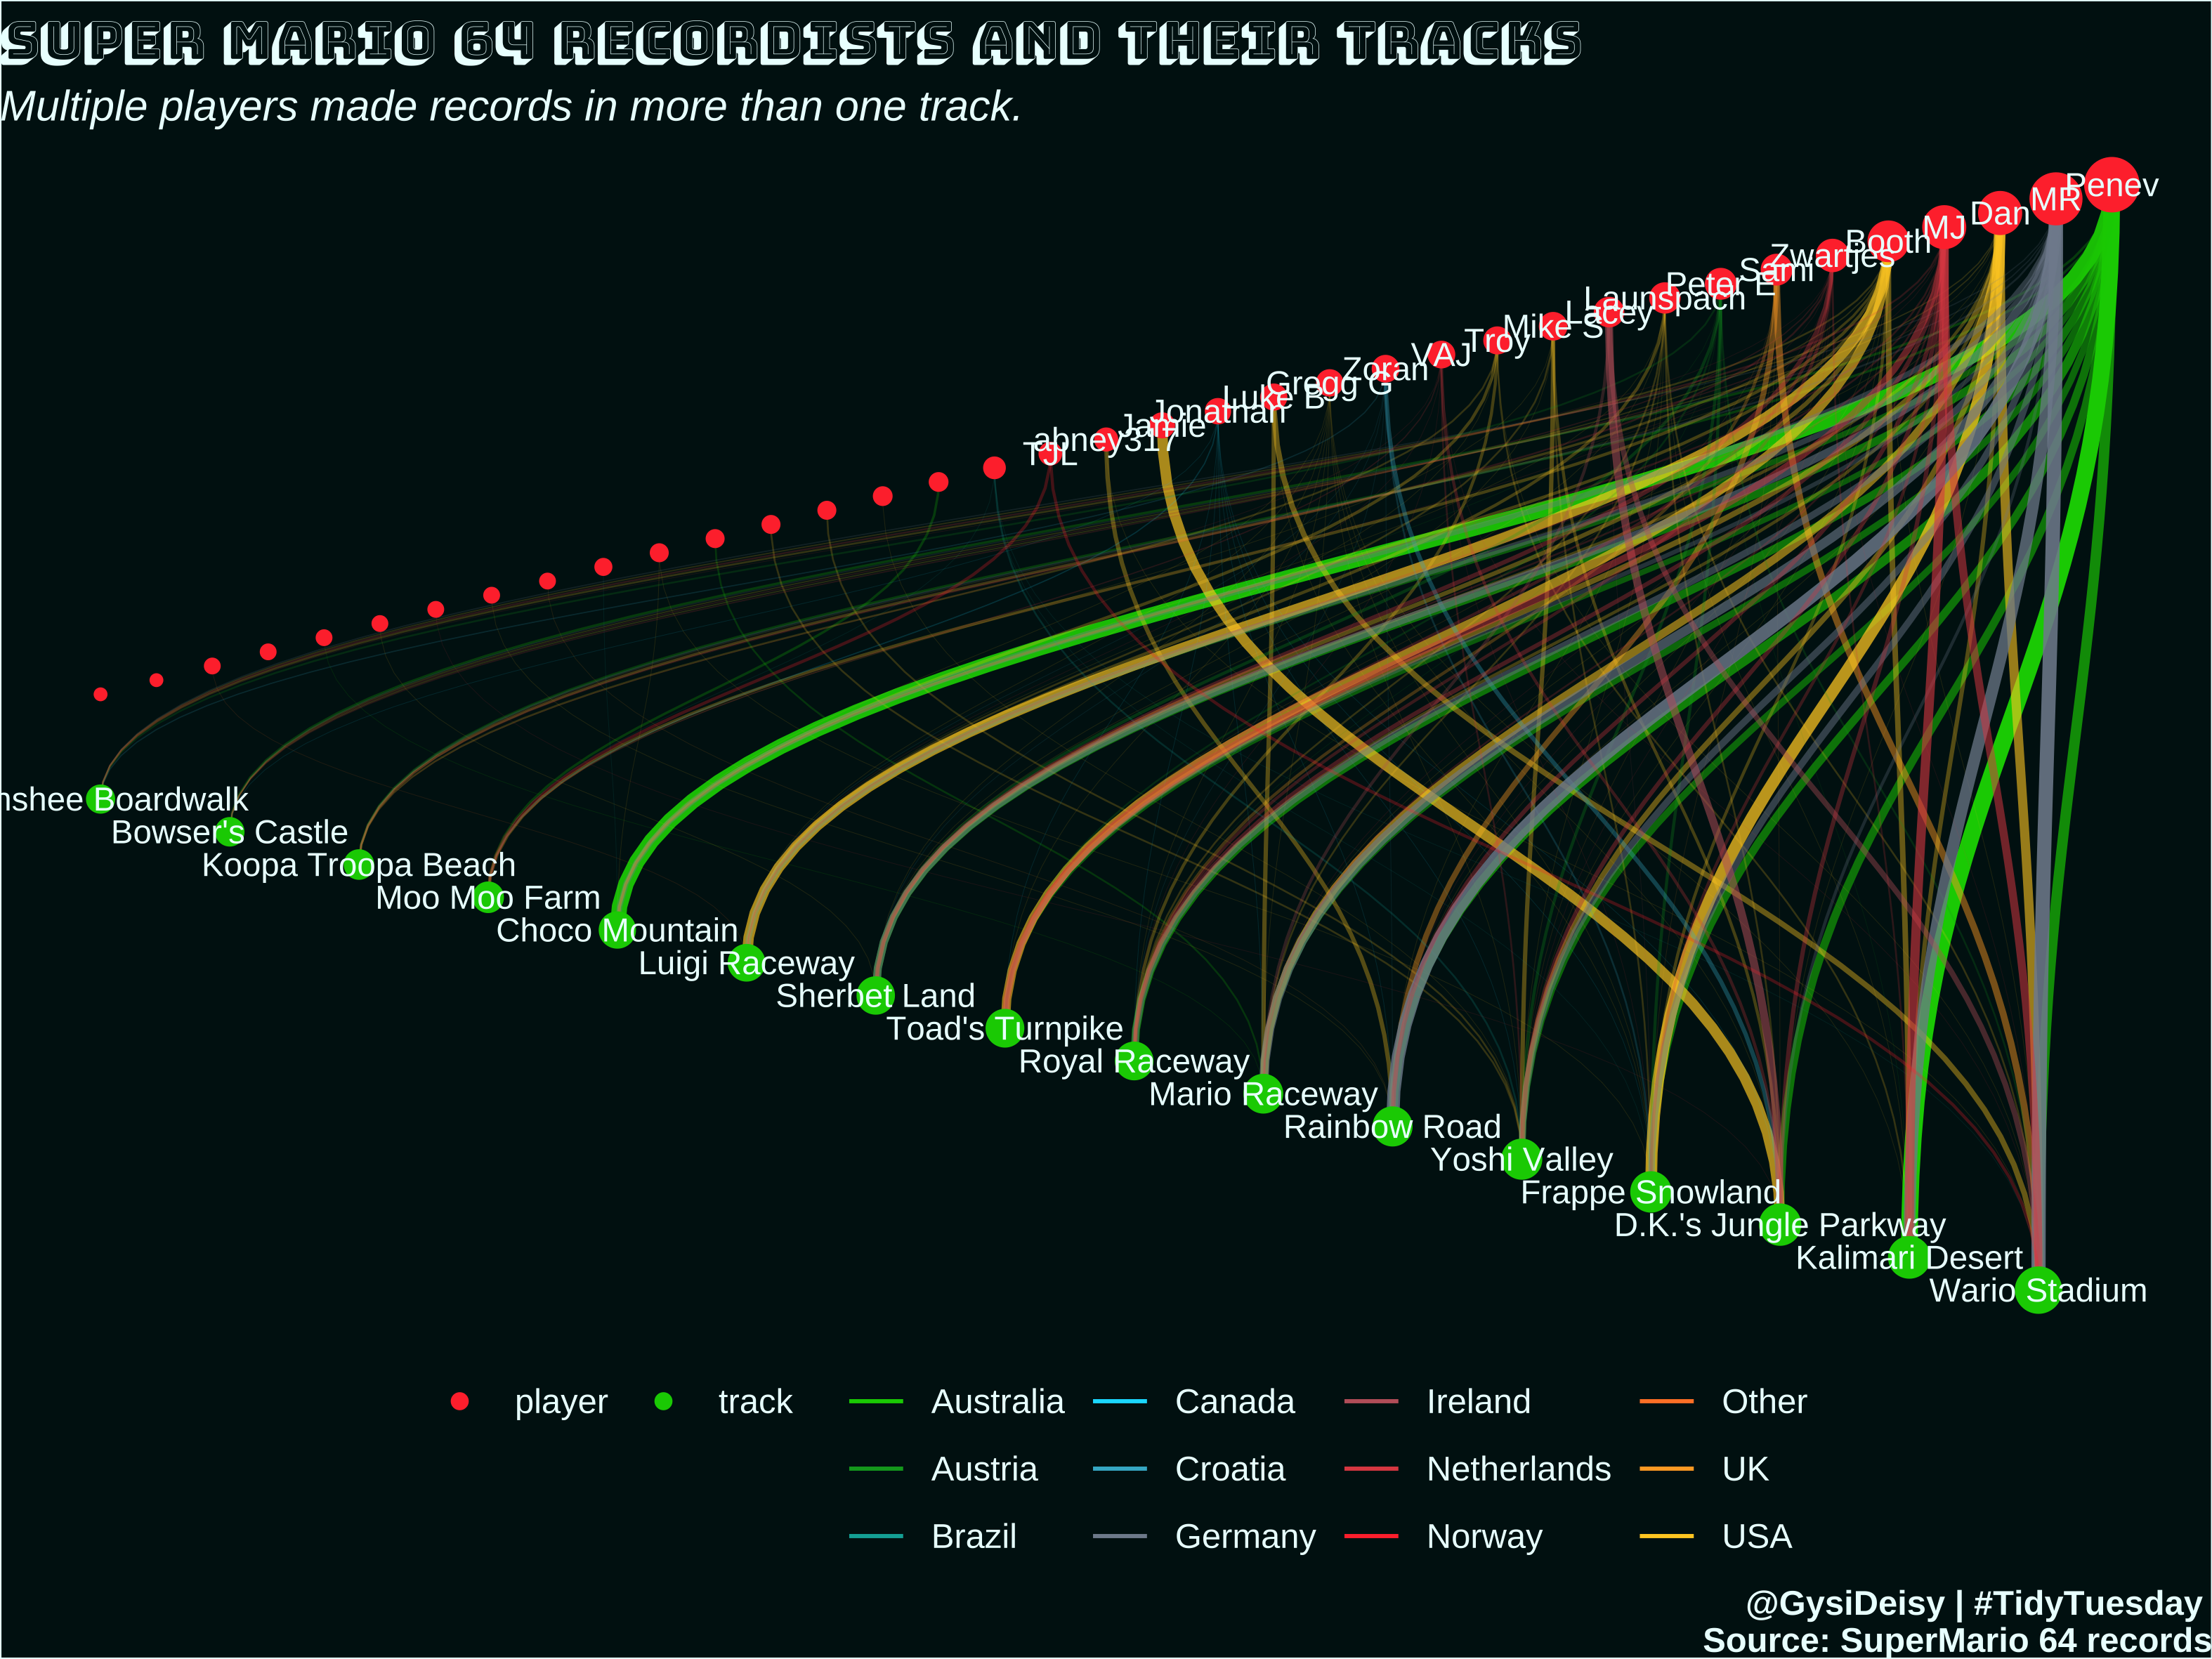 SUPER MARIO 64 RECORDISTS AND THEIR TRACKS
Multiple players made records in more than one track.
Penev
MR
Dan
MJ
Booth
Zwartjes
Sami
Peter E
Launspach
Lacey
Mike S
Troy
VAJ
Zoran
Gregg G
Luke B
Jonathan
Jamie
abney317
TJL
nshee Boardwalk
Bowser's Castle
Koopa Troopa Beach
Moo Moo Farm
Choco Mountain
Luigi Raceway
Sherbet Land
Toad's Turnpike
Royal Raceway
Mario Raceway
Rainbow Road
Yoshi Valley
Frappe Snowland
D.K.'s Jungle Parkway
Kalimari Desert
Wario Stadium
player track Australia Canada Ireland Other
Austria Croatia Netherlands UK
Brazil Germany Norway USA
@GysiDeisy | #TidyTuesday
Source: SuperMario 64 records